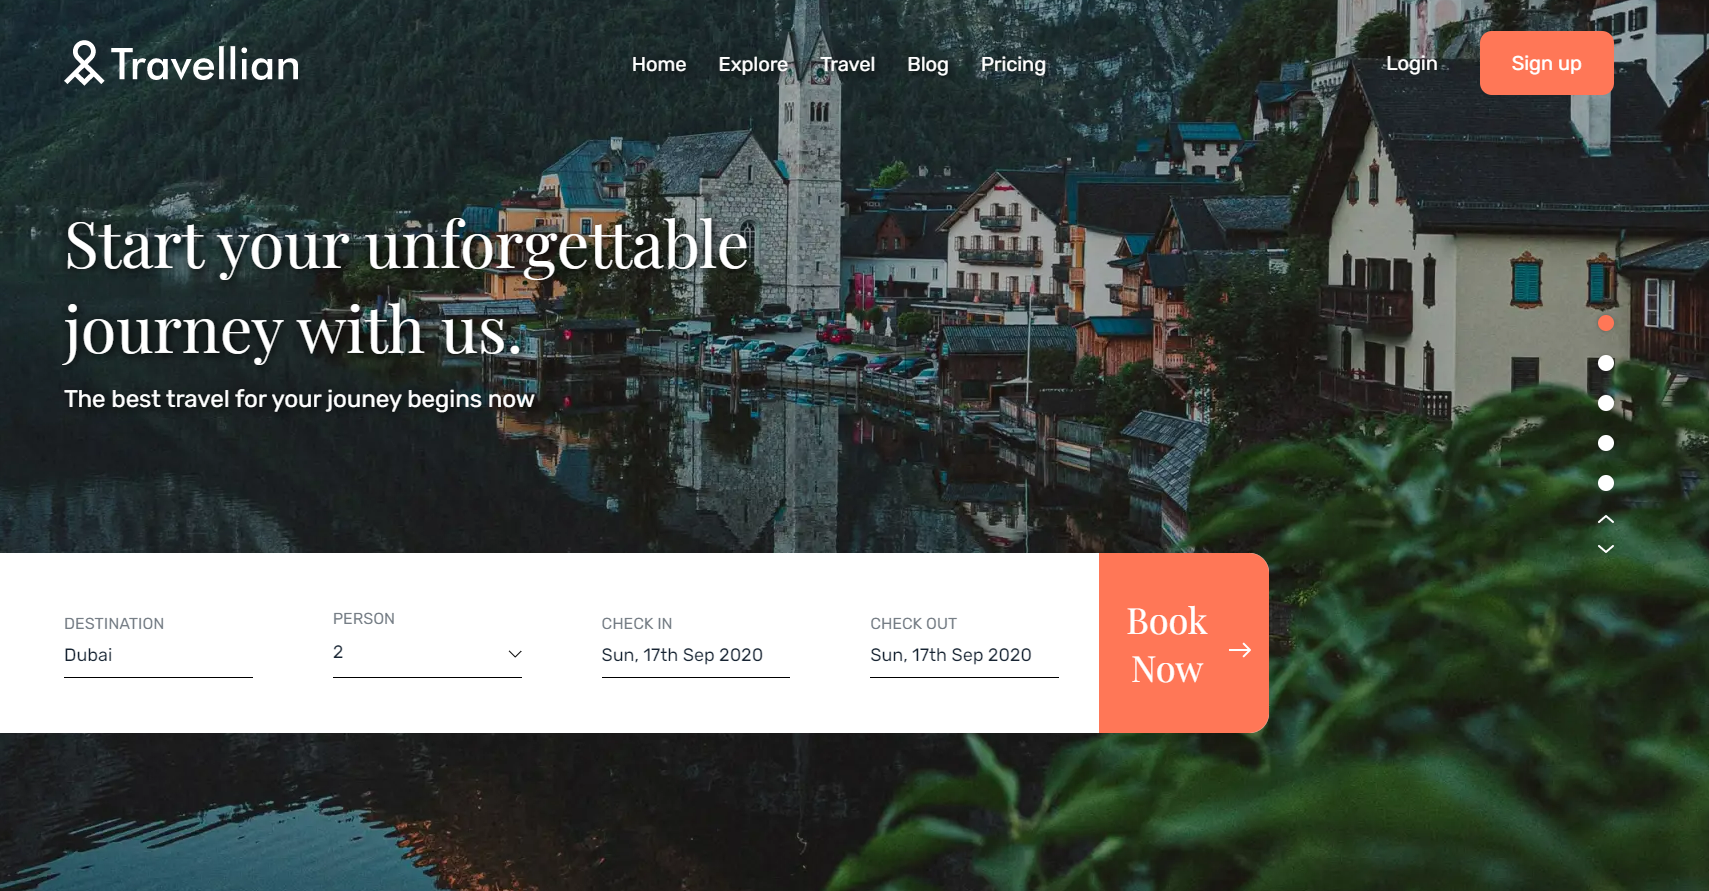 Travellian
Home Explore Travel Blog Pricing
Login
Sign up
Start your unforgettable
journey with us.
The best travel for your jouney begins now
DESTINATION
Dubai
PERSON
2
CHECK IN
Sun, 17th Sep 2020
CHECK OUT
Sun, 17th Sep 2020
Book
Now